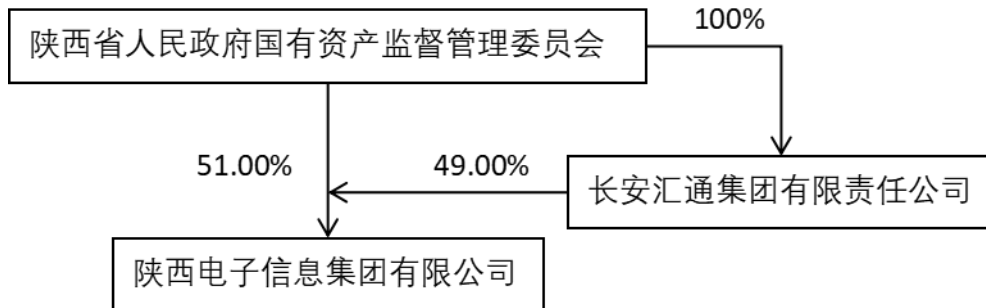 陕西省人民政府国有资产监督管理委员会
100%
51.00%
49.00%
长安汇通集团有限责任公司
陕西电子信息集团有限公司